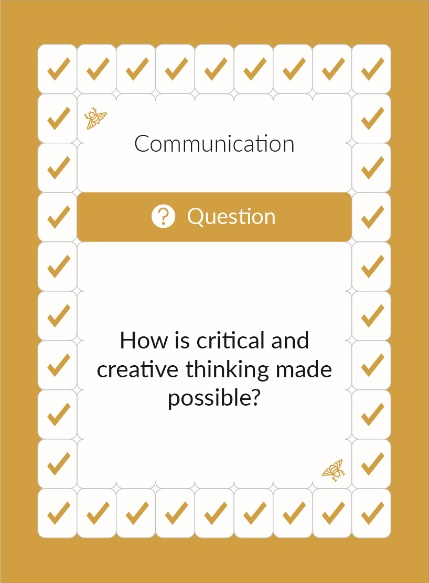 Communication
? Question
How is critical and
creative thinking made
possible?